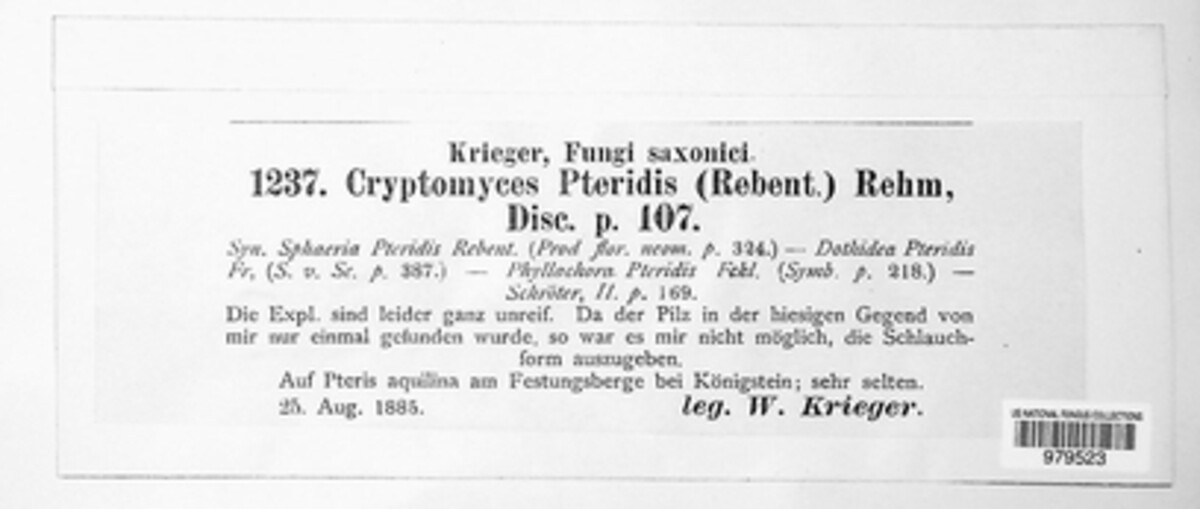 Krieger, Fungi saxonici.
1237. Cryptomyces Pteridis (Rebent.) Rehm,
Disc. p. 107.
Syn. Sphaeria Pteridis Rebent. (Prod flor. neom. p. 324.) — Dothidea Pteridis
Fr. (S. v. Sc. p. 387.) — Phyllachora Pteridis Fckl. (Symb. p. 218.) —
Schröter, II. p. 169.
Die Expl. sind leider ganz unreif. Da der Pilz in der hiesigen Gegend von
mir nur einmal gefunden wurde, so war es mir nicht möglich, die Schlauch-
form auszugeben.
Auf Pteris aquilina am Festungsberge bei Königstein; sehr selten.
25. Aug. 1885. leg. W. Krieger.
US NATIONAL FUNGUS COLLECTIONS
979523